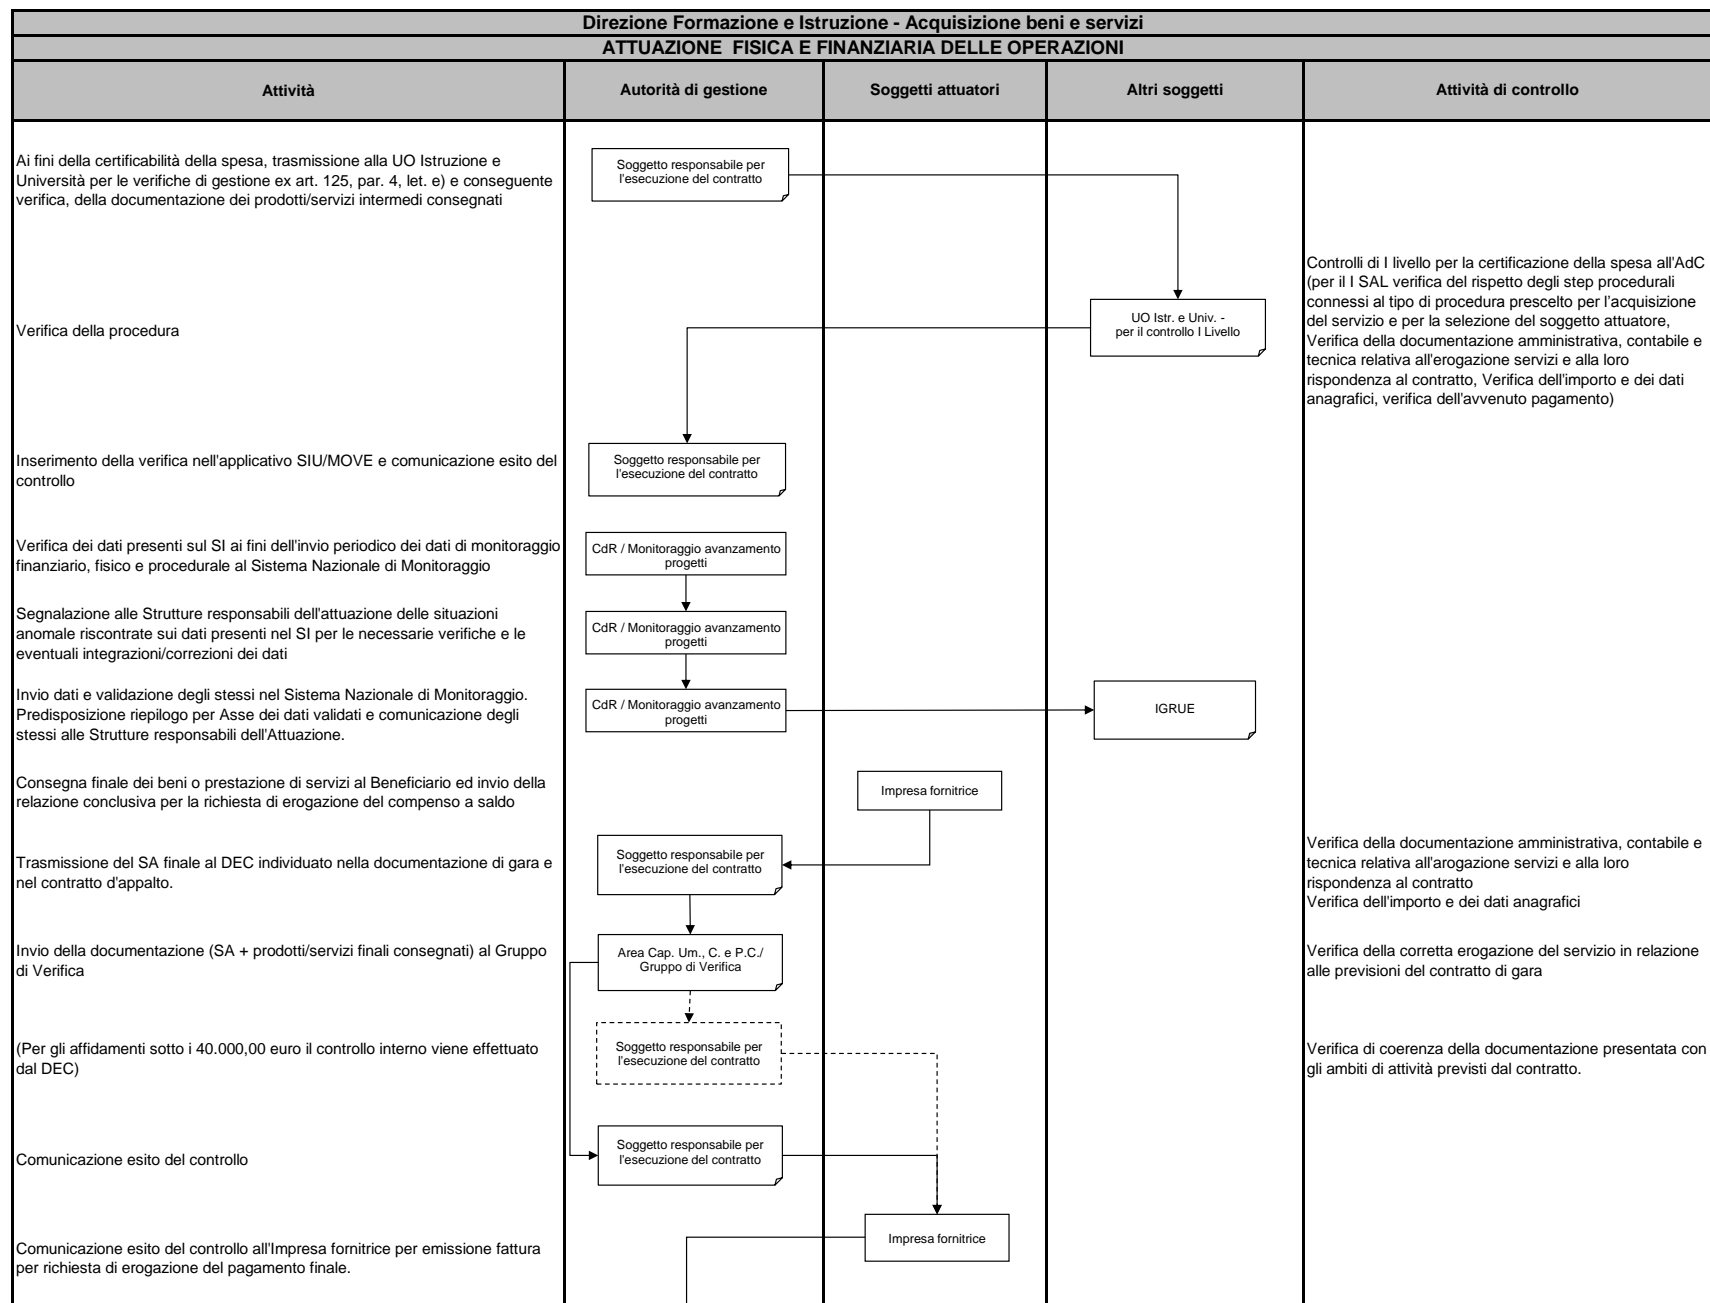 Direzione Formazione e Istruzione - Acquisizione beni e servizi
ATTUAZIONE  FISICA E FINANZIARIA DELLE OPERAZIONI
Attività
Autorità di gestione
Soggetti attuatori
Altri soggetti
Attività di controllo
Ai fini della certificabilità della spesa, trasmissione alla UO Istruzione e
Università per le verifiche di gestione ex art. 125, par. 4, let. e) e conseguente
verifica, della documentazione dei prodotti/servizi intermedi consegnati
Soggetto responsabile per
l'esecuzione del contratto
Verifica della procedura
UO Istr. e Univ. -
per il controllo I Livello
Controlli di I livello per la certificazione della spesa all'AdC
(per il I SAL verifica del rispetto degli step procedurali
connessi al tipo di procedura prescelto per l'acquisizione
del servizio e per la selezione del soggetto attuatore,
Verifica della documentazione amministrativa, contabile e
tecnica relativa all'erogazione servizi e alla loro
rispondenza al contratto, Verifica dell'importo e dei dati
anagrafici, verifica dell'avvenuto pagamento)
Inserimento della verifica nell'applicativo SIU/MOVE e comunicazione esito del
controllo
Soggetto responsabile per
l'esecuzione del contratto
Verifica dei dati presenti sul SI ai fini dell'invio periodico dei dati di monitoraggio
finanziario, fisico e procedurale al Sistema Nazionale di Monitoraggio
CdR / Monitoraggio avanzamento
progetti
Segnalazione alle Strutture responsabili dell'attuazione delle situazioni
anomale riscontrate sui dati presenti nel SI per le necessarie verifiche e le
eventuali integrazioni/correzioni dei dati
CdR / Monitoraggio avanzamento
progetti
Invio dati e validazione degli stessi nel Sistema Nazionale di Monitoraggio.
Predisposizione riepilogo per Asse dei dati validati e comunicazione degli
stessi alle Strutture responsabili dell'Attuazione.
CdR / Monitoraggio avanzamento
progetti
IGRUE
Consegna finale dei beni o prestazione di servizi al Beneficiario ed invio della
relazione conclusiva per la richiesta di erogazione del compenso a saldo
Impresa fornitrice
Trasmissione del SA finale al DEC individuato nella documentazione di gara e
nel contratto d'appalto.
Soggetto responsabile per
l'esecuzione del contratto
Verifica della documentazione amministrativa, contabile e
tecnica relativa all'arogazione servizi e alla loro
rispondenza al contratto
Verifica dell'importo e dei dati anagrafici
Invio della documentazione (SA + prodotti/servizi finali consegnati) al Gruppo
di Verifica
Area Cap. Um., C. e P.C./
Gruppo di Verifica
Verifica della corretta erogazione del servizio in relazione
alle previsioni del contratto di gara
(Per gli affidamenti sotto i 40.000,00 euro il controllo interno viene effettuato
dal DEC)
Soggetto responsabile per
l'esecuzione del contratto
Verifica di coerenza della documentazione presentata con
gli ambiti di attività previsti dal contratto.
Comunicazione esito del controllo
Soggetto responsabile per
l'esecuzione del contratto
Comunicazione esito del controllo all'Impresa fornitrice per emissione fattura
per richiesta di erogazione del pagamento finale.
Impresa fornitrice